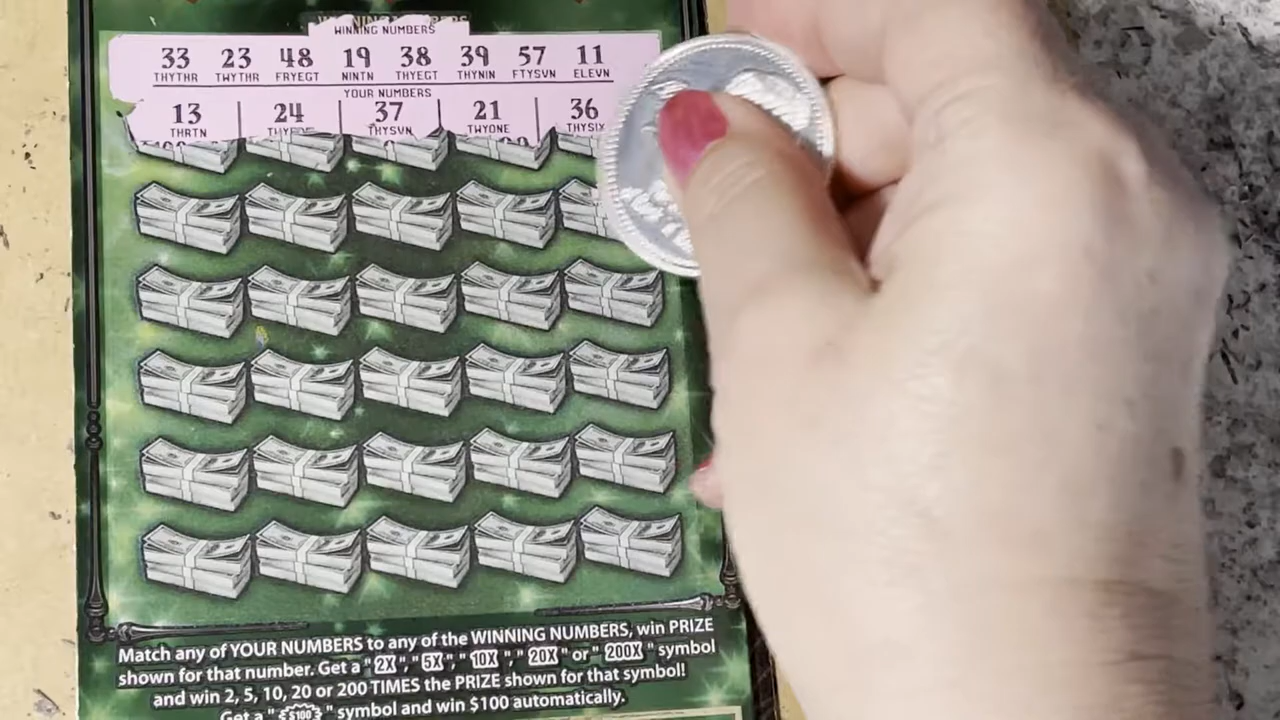 WINNING NUMBERS
33 23 48 19 38 39 57 11
THYTHR TWYTHR FRYEGT NINTN THYEGT THYNIN FTYSVN ELEVN
YOUR NUMBERS
13 24 37 21 36
THRTN THYSVN TWYONE THYSIX
Match any of YOUR NUMBERS to any of the WINNING NUMBERS, win PRIZE
shown for that number. Get a "2X", "5X", "10X", "20X" or "200X" symbol
and win 2, 5, 10, 20 or 200 TIMES the PRIZE shown for that symbol!
Get a "$100" symbol and win $100 automatically.